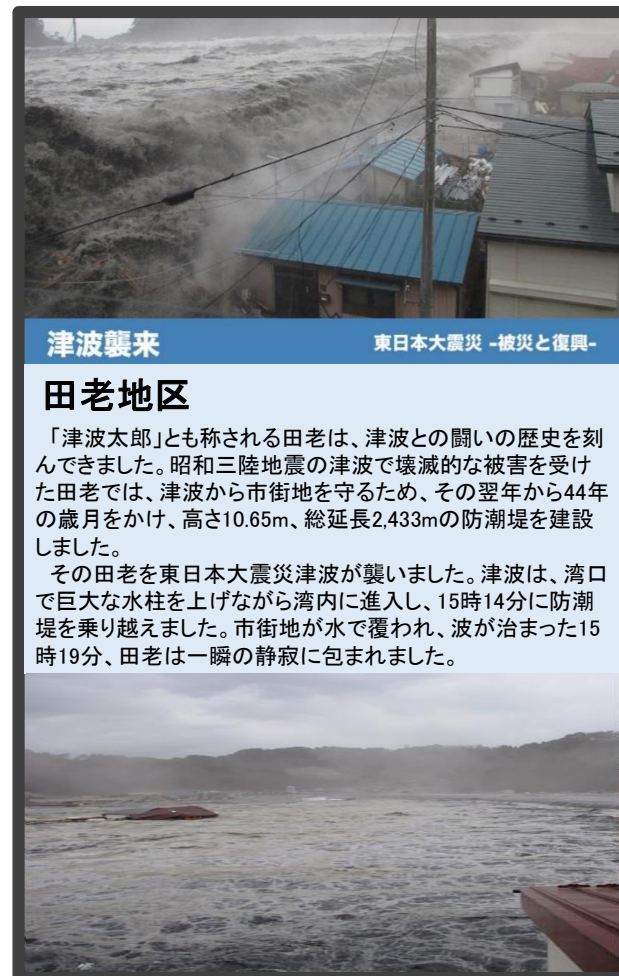 津波襲来
東日本大震災 -被災と復興-
田老地区
「津波太郎」とも称される田老は、津波との闘いの歴史を刻
んできました。昭和三陸地震の津波で壊滅的な被害を受け
た田老では、津波から市街地を守るため、その翌年から44年
の歳月をかけ、高さ10.65m、総延長2,433mの防潮堤を建設
しました。
その田老を東日本大震災津波が襲いました。津波は、湾口
で巨大な水柱を上げながら湾内に進入し、15時14分に防潮
堤を乗り越えました。市街地が水で覆われ、波が治まった15
時19分、田老は一瞬の静寂に包まれました。